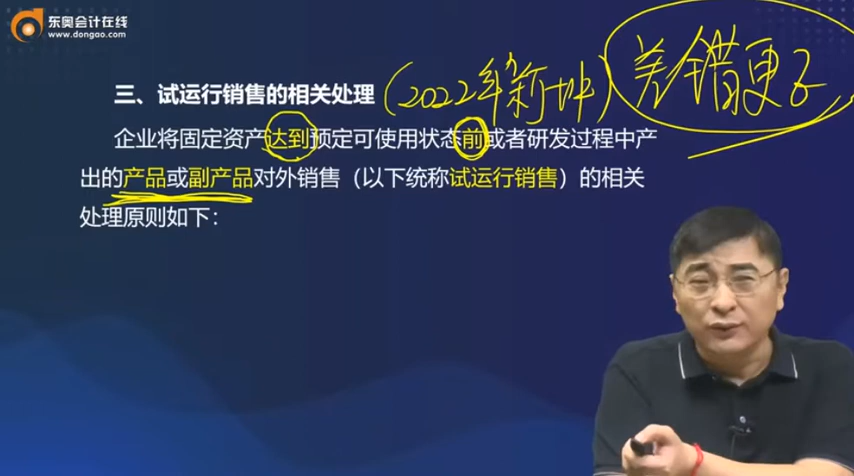 东奥会计在线
www.dongao.com
三、试运行销售的相关处理（2022年新增）差错更正
企业将固定资产达到预定可使用状态前或者研发过程中产
出的产品或副产品对外销售（以下统称试运行销售）的相关
处理原则如下：